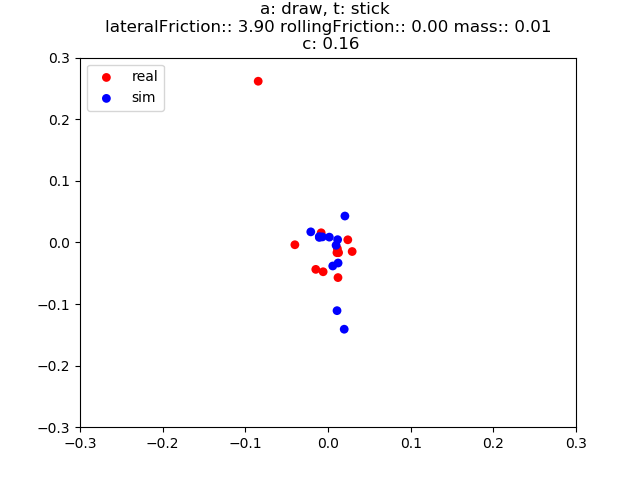 a: draw, t: stick
lateralFriction:: 3.90 rollingFriction:: 0.00 mass:: 0.01
c: 0.16
real
sim
0.3
0.2
0.1
0.0
−0.1
−0.2
−0.3
−0.3 −0.2 −0.1 0.0 0.1 0.2 0.3